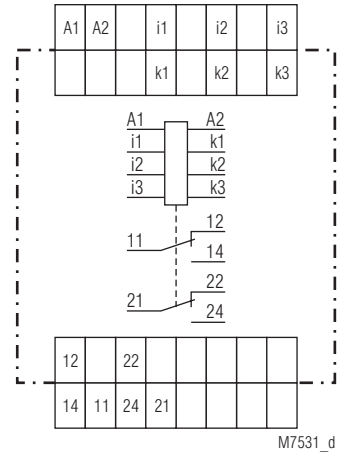 A1 A2 i1 i2 i3
k1 k2 k3
A1 A2
i1 k1
i2 k2
i3 k3
12
11
14
22
21
24
12 22
14 11 24 21
M7531_d